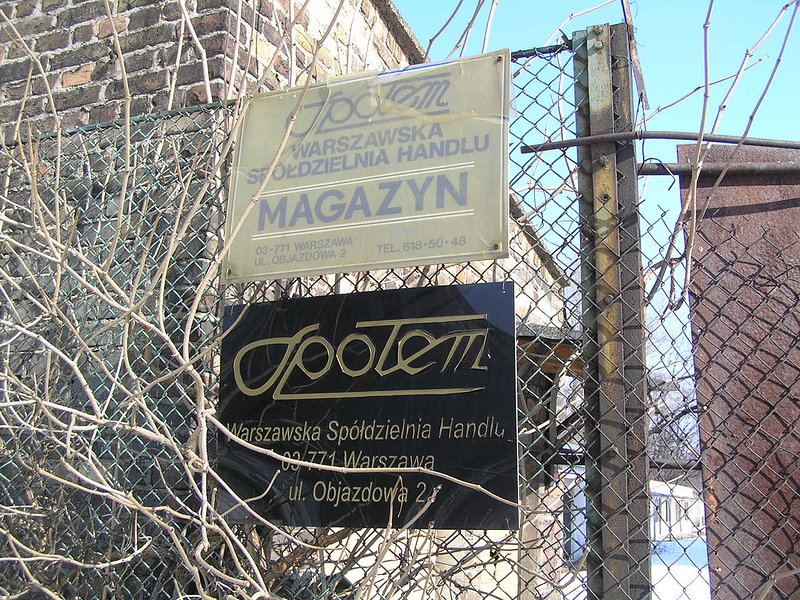 Społem
WARSZAWSKA
SPÓŁDZIELNIA HANDLU
MAGAZYN
03-771 WARSZAWA TEL. 618-50-48
UL. OBJAZDOWA 2
Społem
Warszawska Spółdzielnia Handlu
03-771 Warszawa
ul. Objazdowa 2